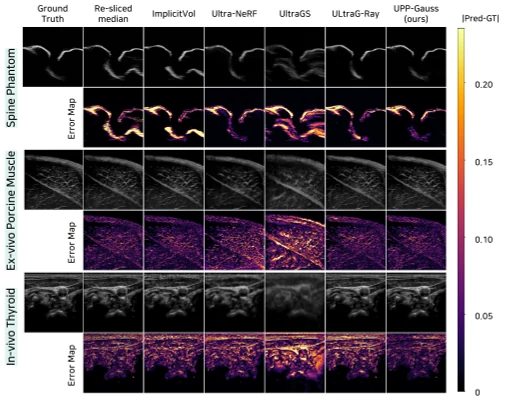 Ground Truth
Re-sliced median
ImplicitVol
Ultra-NeRF
UltraGS
ULtraG-Ray
UPP-Gauss (ours)
|Pred-GT|
Spine Phantom
Error Map
Ex-vivo Porcine Muscle
Error Map
In-vivo Thyroid
Error Map
0.20
0.15
0.10
0.05
0